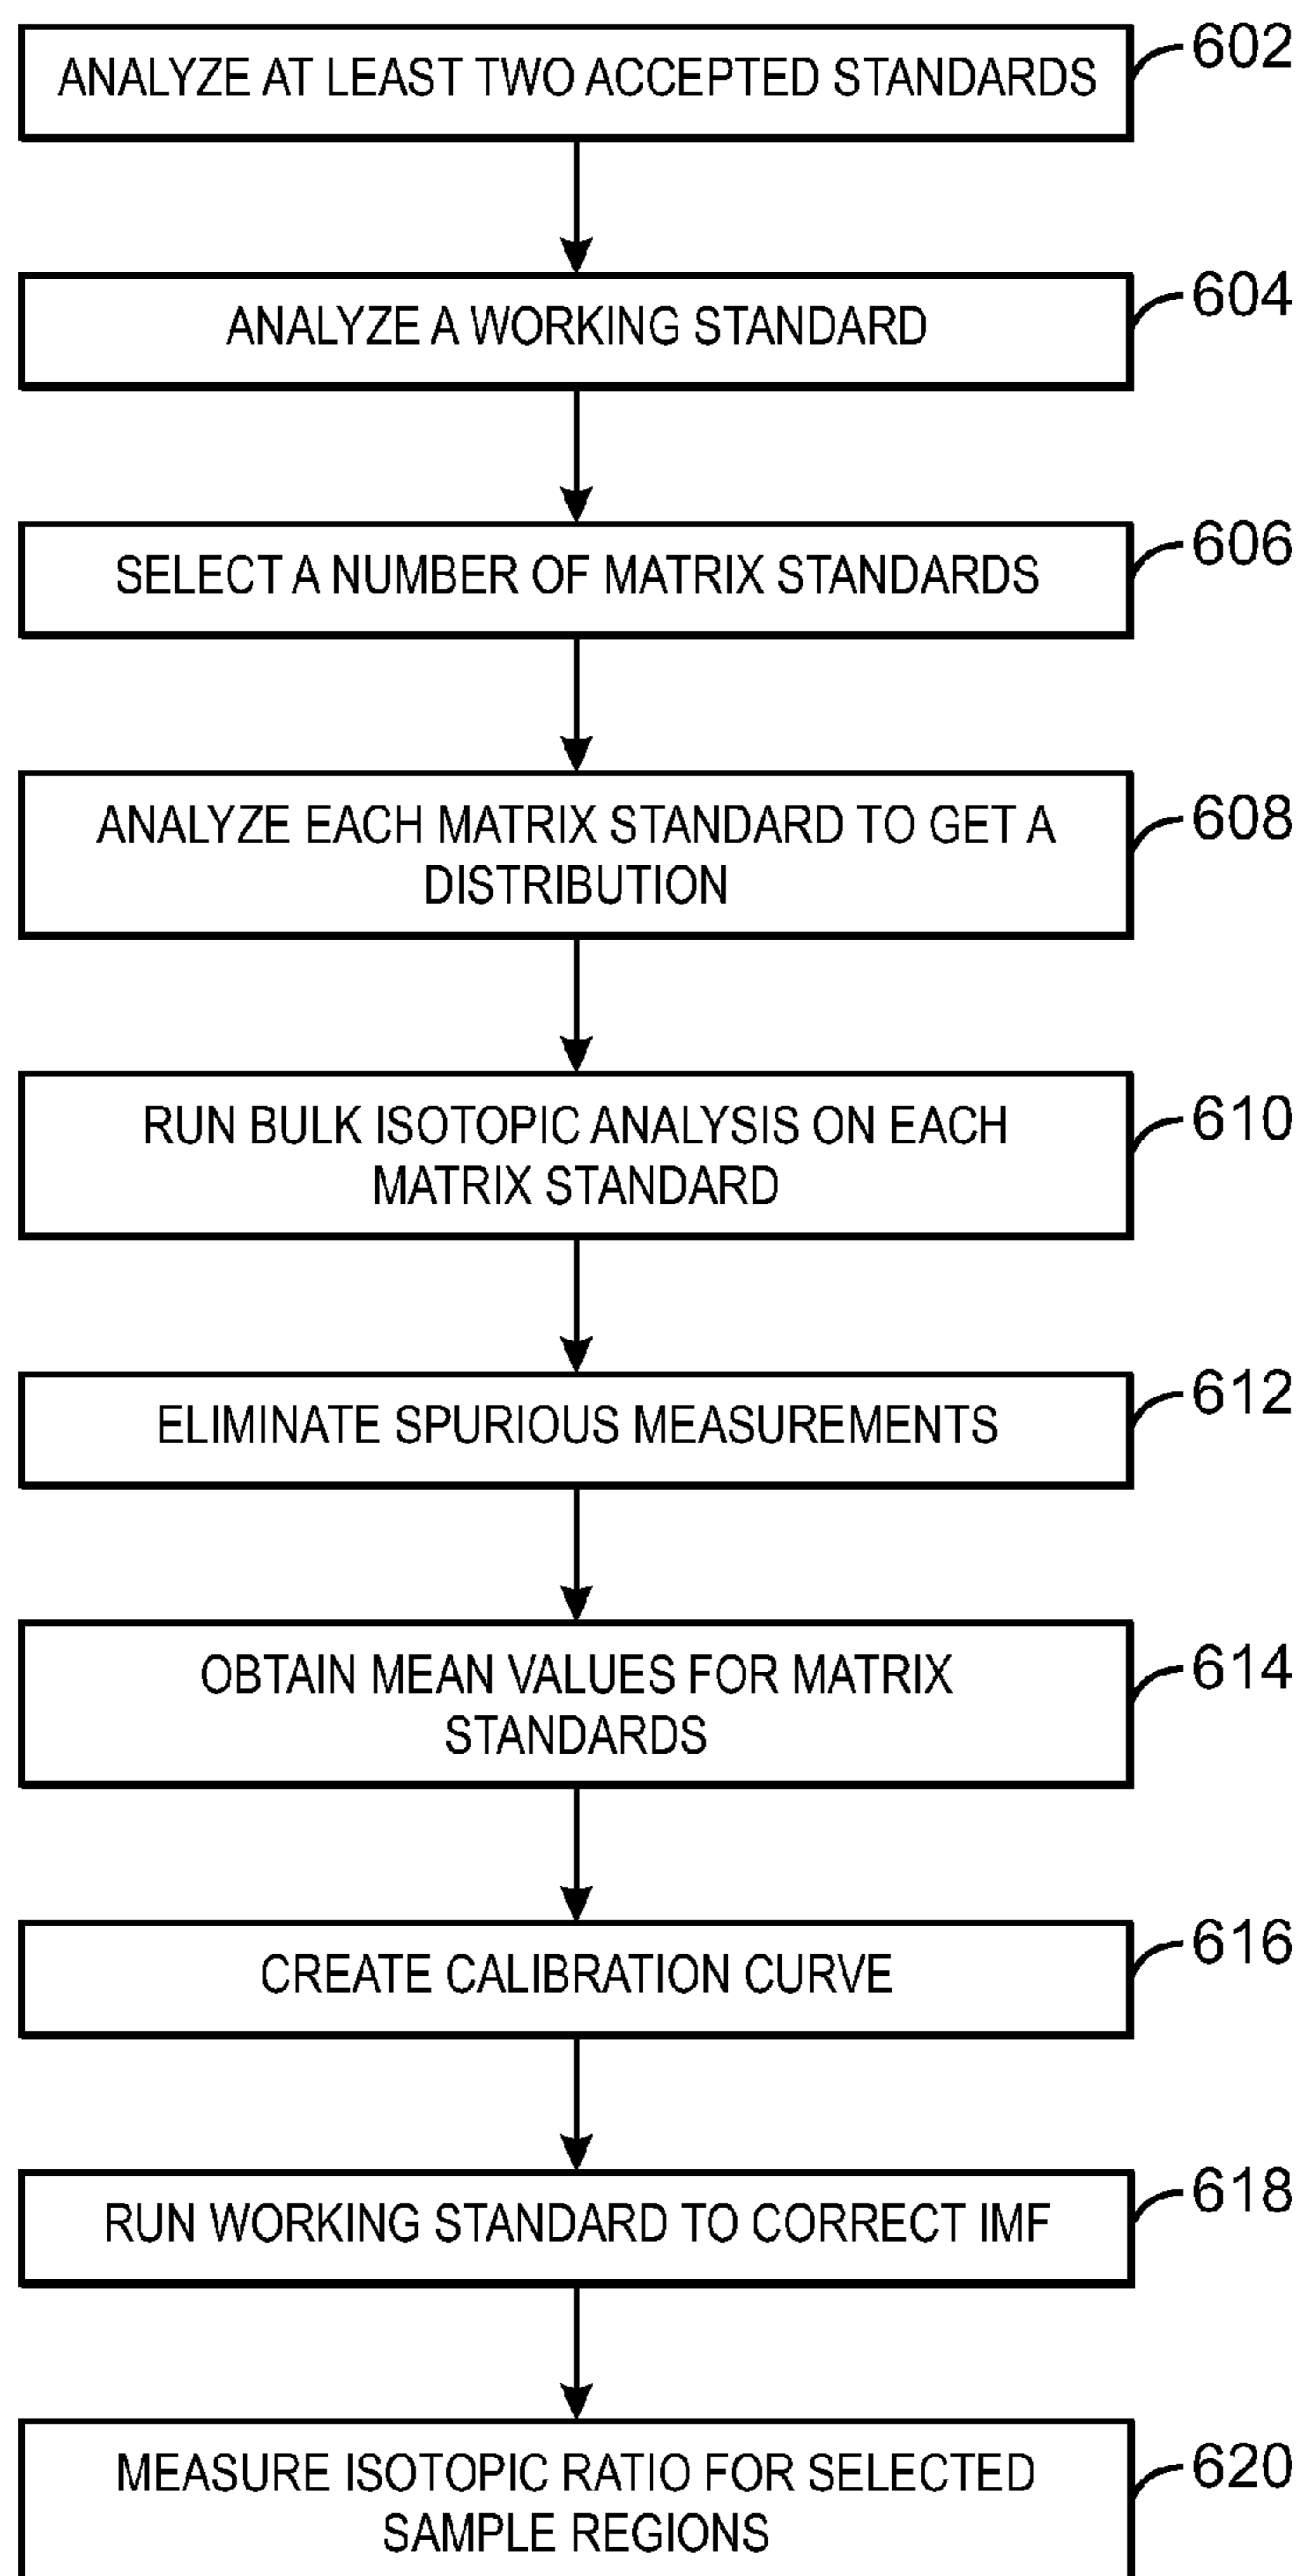 602
ANALYZE AT LEAST TWO ACCEPTED STANDARDS
604
ANALYZE A WORKING STANDARD
606
SELECT A NUMBER OF MATRIX STANDARDS
608
ANALYZE EACH MATRIX STANDARD TO GET A
DISTRIBUTION
610
RUN BULK ISOTOPIC ANALYSIS ON EACH
MATRIX STANDARD
612
ELIMINATE SPURIOUS MEASUREMENTS
614
OBTAIN MEAN VALUES FOR MATRIX
STANDARDS
616
CREATE CALIBRATION CURVE
618
RUN WORKING STANDARD TO CORRECT IMF
620
MEASURE ISOTOPIC RATIO FOR SELECTED
SAMPLE REGIONS